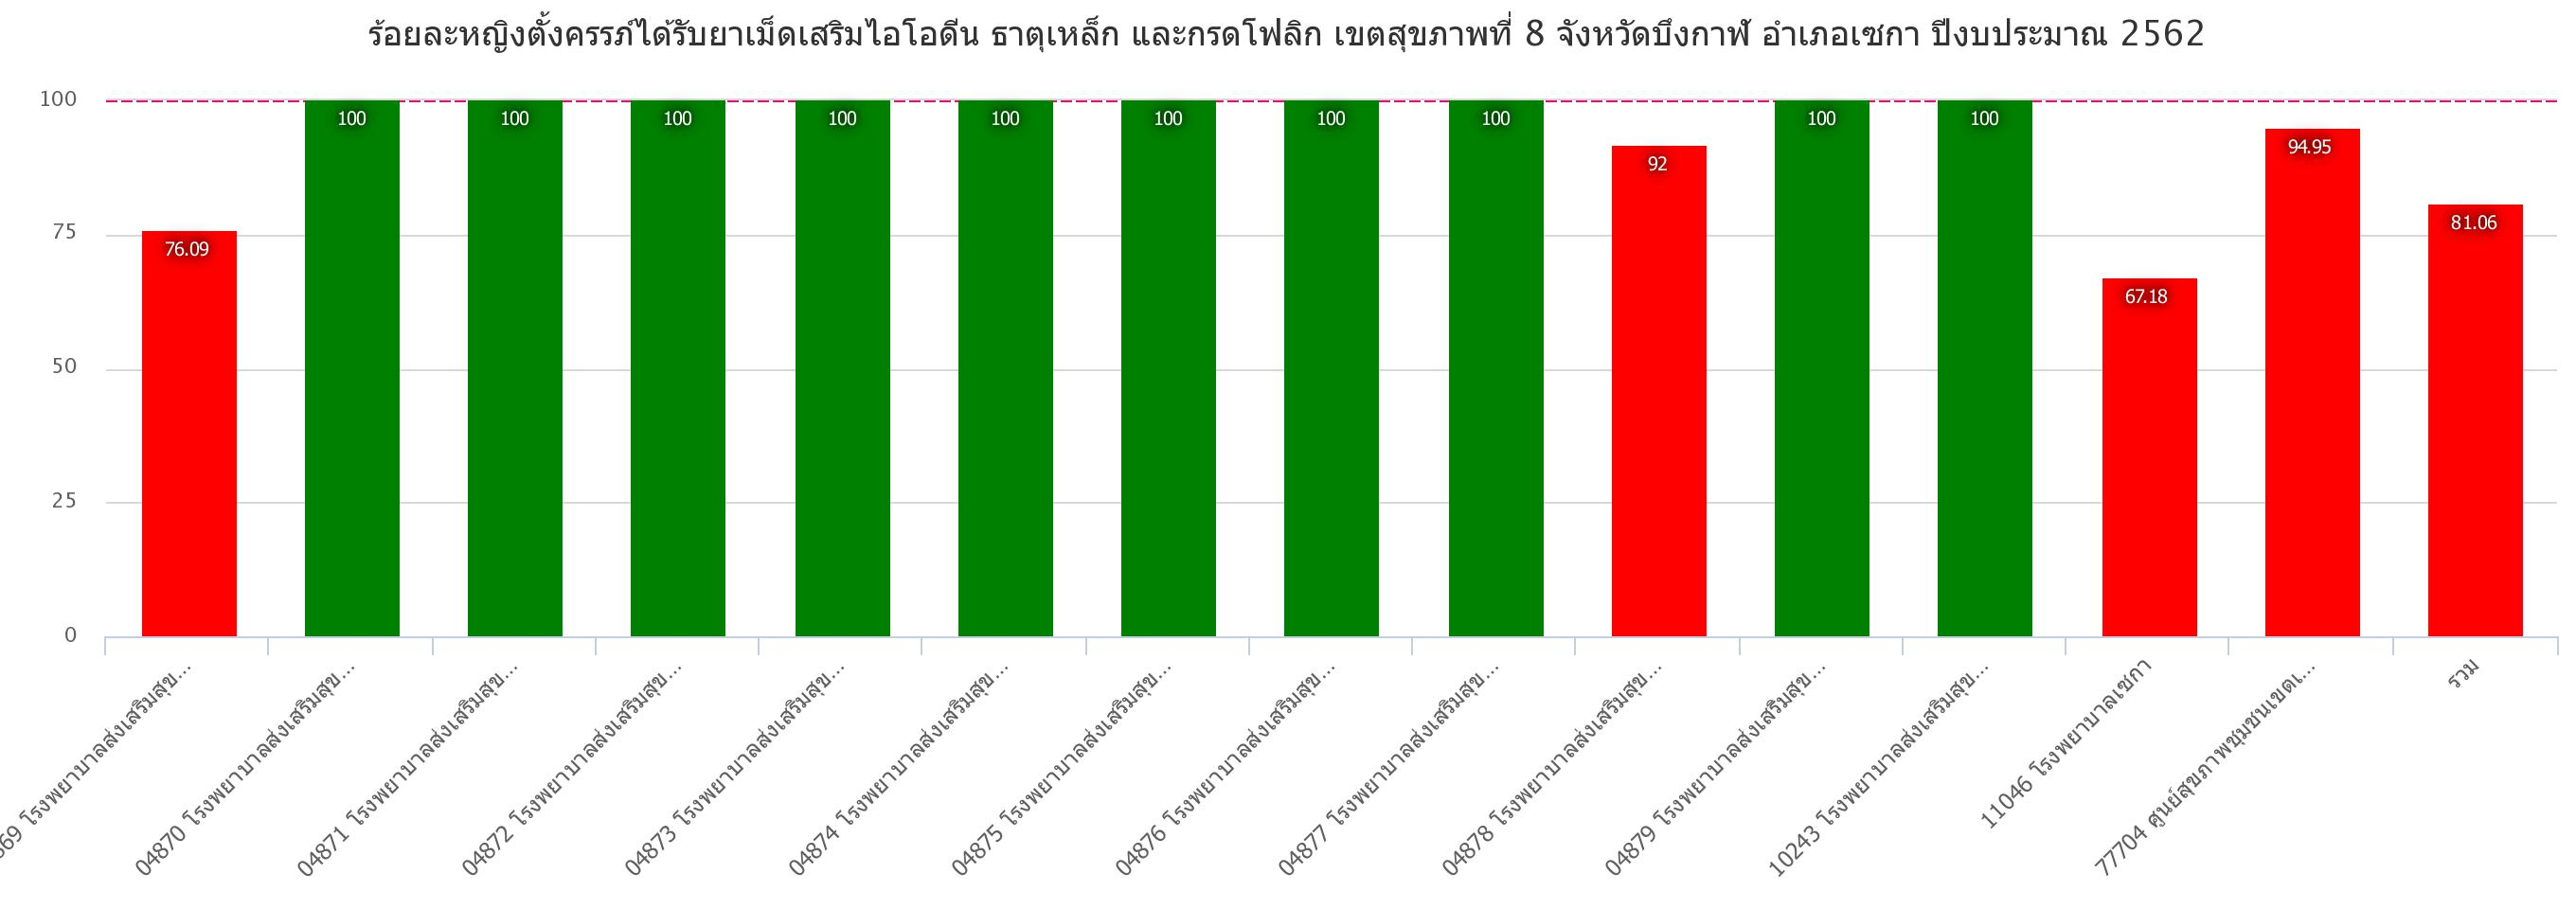 ร้อยละหญิงตั้งครรภ์ได้รับยาเม็ดเสริมไอโอดีน ธาตุเหล็ก และกรดโฟลิก เขตสุขภาพที่ 8 จังหวัดบึงกาฬ อำเภอเซกา ปีงบประมาณ 2562
100
75
50
25
0
76.09
100
100
100
100
100
100
100
100
92
100
100
67.18
94.95
81.06
869 โรงพยาบาลส่งเสริมสุข...
04870 โรงพยาบาลส่งเสริมสุข...
04871 โรงพยาบาลส่งเสริมสุข...
04872 โรงพยาบาลส่งเสริมสุข...
04873 โรงพยาบาลส่งเสริมสุข...
04874 โรงพยาบาลส่งเสริมสุข...
04875 โรงพยาบาลส่งเสริมสุข...
04876 โรงพยาบาลส่งเสริมสุข...
04877 โรงพยาบาลส่งเสริมสุข...
04878 โรงพยาบาลส่งเสริมสุข...
04879 โรงพยาบาลส่งเสริมสุข...
10243 โรงพยาบาลส่งเสริมสุข...
11046 โรงพยาบาลเซกา
77704 ศูนย์สุขภาพชุมชนเขตเ...
รวม